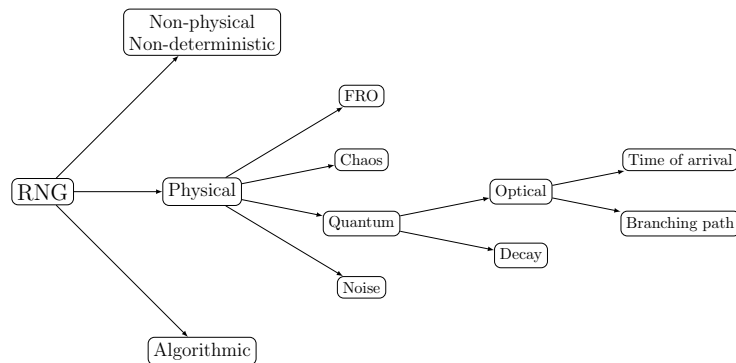 Non-physical
Non-deterministic
FRO
Chaos
Time of arrival
RNG
Physical
Optical
Quantum
Branching path
Decay
Noise
Algorithmic